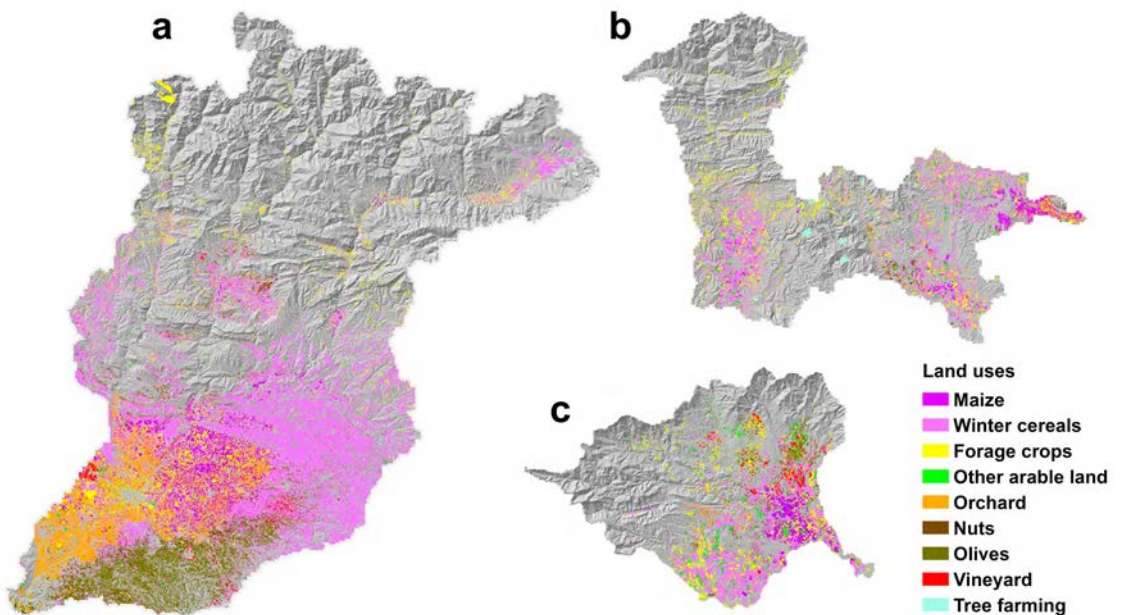 a
b
c
Land uses
Maize
Winter cereals
Forage crops
Other arable land
Orchard
Nuts
Olives
Vineyard
Tree farming